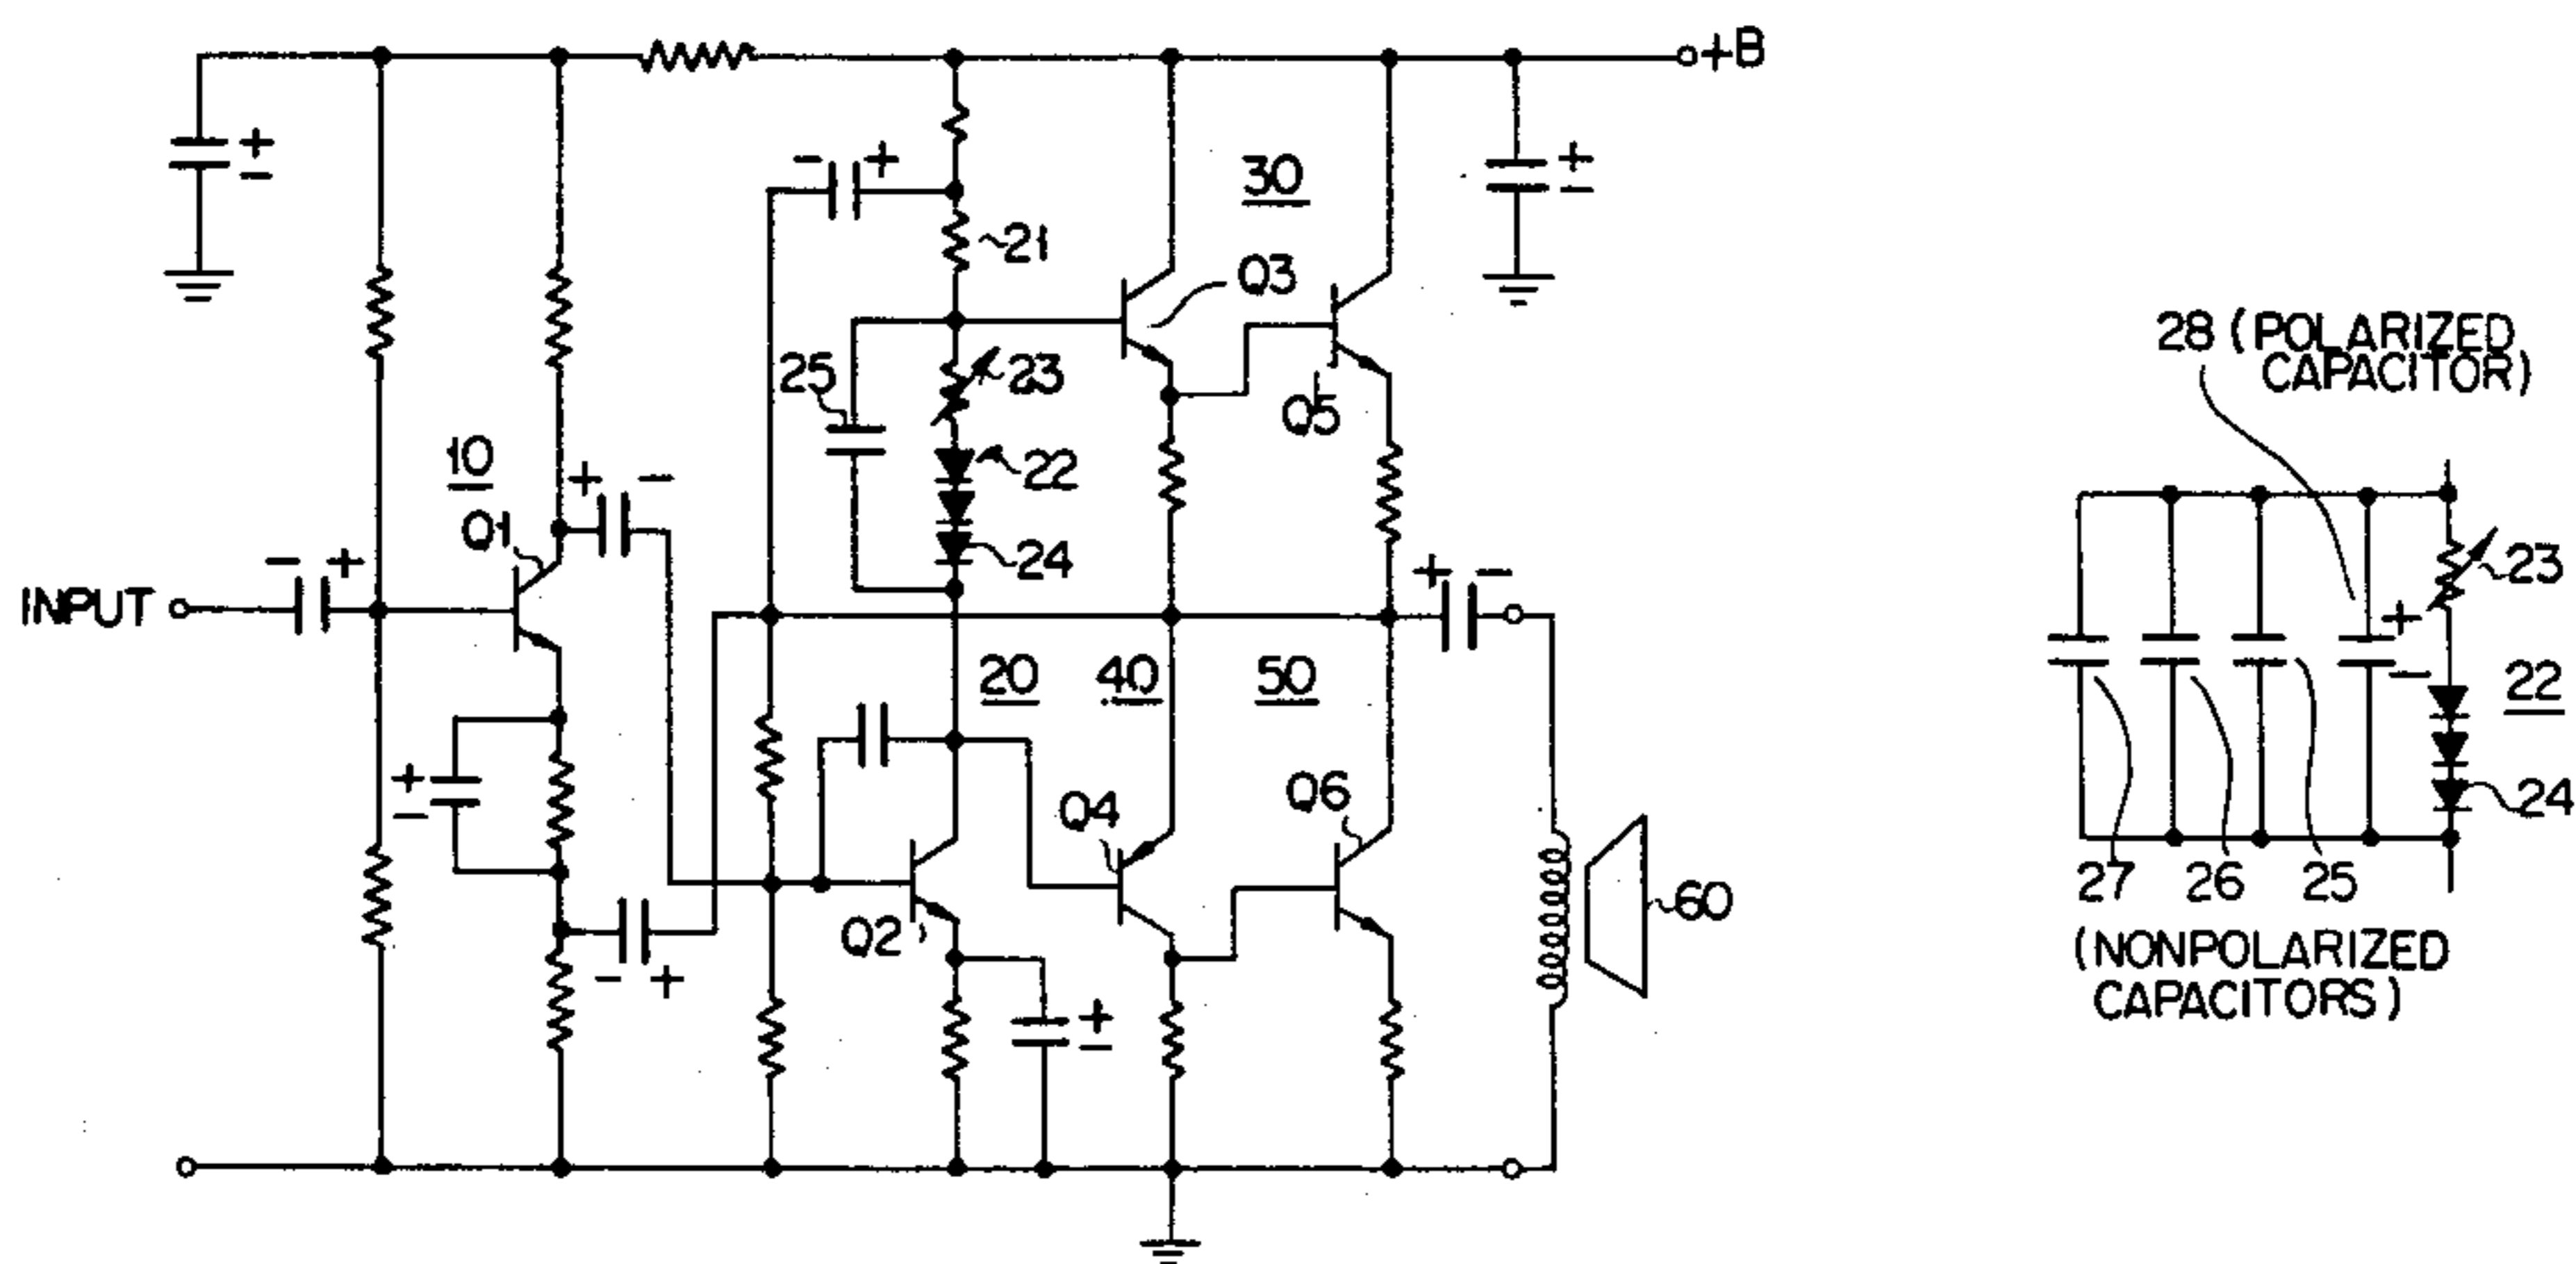 +B
+
-
- +
30
+
-
21
Q3
25
23
Q5
22
10
+ -
Q1
24
- +
INPUT
+ -
20
40
50
+
-
Q4
Q6
Q2
60
- +
+
-
28 (POLARIZED
CAPACITOR)
23
+
-
22
24
27
26
25
(NONPOLARIZED
CAPACITORS)